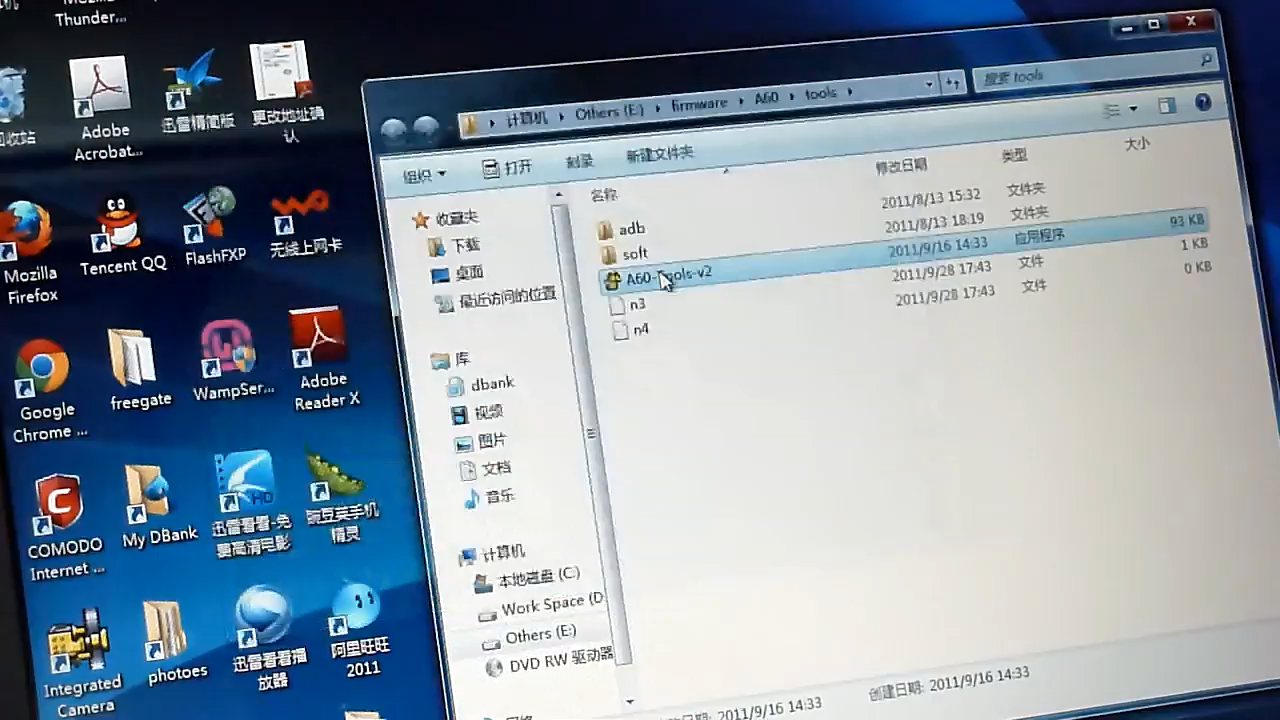 Thunder...
回收站
Adobe
Acrobat...
迅雷精简版
更改地址确
认
Mozilla
Firefox
Tencent QQ
FlashFXP
无线上网卡
Google
Chrome ...
freegate
WampSer...
Adobe
Reader X
COMODO
Internet ...
My DBank
HD
迅雷看看-免
更高清电影
豌豆荚手机
精灵
Integrated
Camera
photoes
迅雷看看播
放器
阿里旺旺
2011
计算机
Others (E:)
firmware
A60
tools
搜索 tools
组织
打开
刻录
新建文件夹
名称
修改日期
类型
大小
adb
2011/8/13 15:32
文件夹
soft
2011/8/13 18:19
文件夹
A60-Tools-v2
2011/9/16 14:33
应用程序
93 KB
n3
2011/9/28 17:43
文件
1 KB
n4
2011/9/28 17:43
文件
0 KB
收藏夹
下载
桌面
最近访问的位置
库
dbank
视频
图片
文档
音乐
计算机
本地磁盘 (C:)
Work Space (D
Others (E:)
DVD RW 驱动器
日期: 2011/9/16 14:33
创建日期: 2011/9/16 14:33